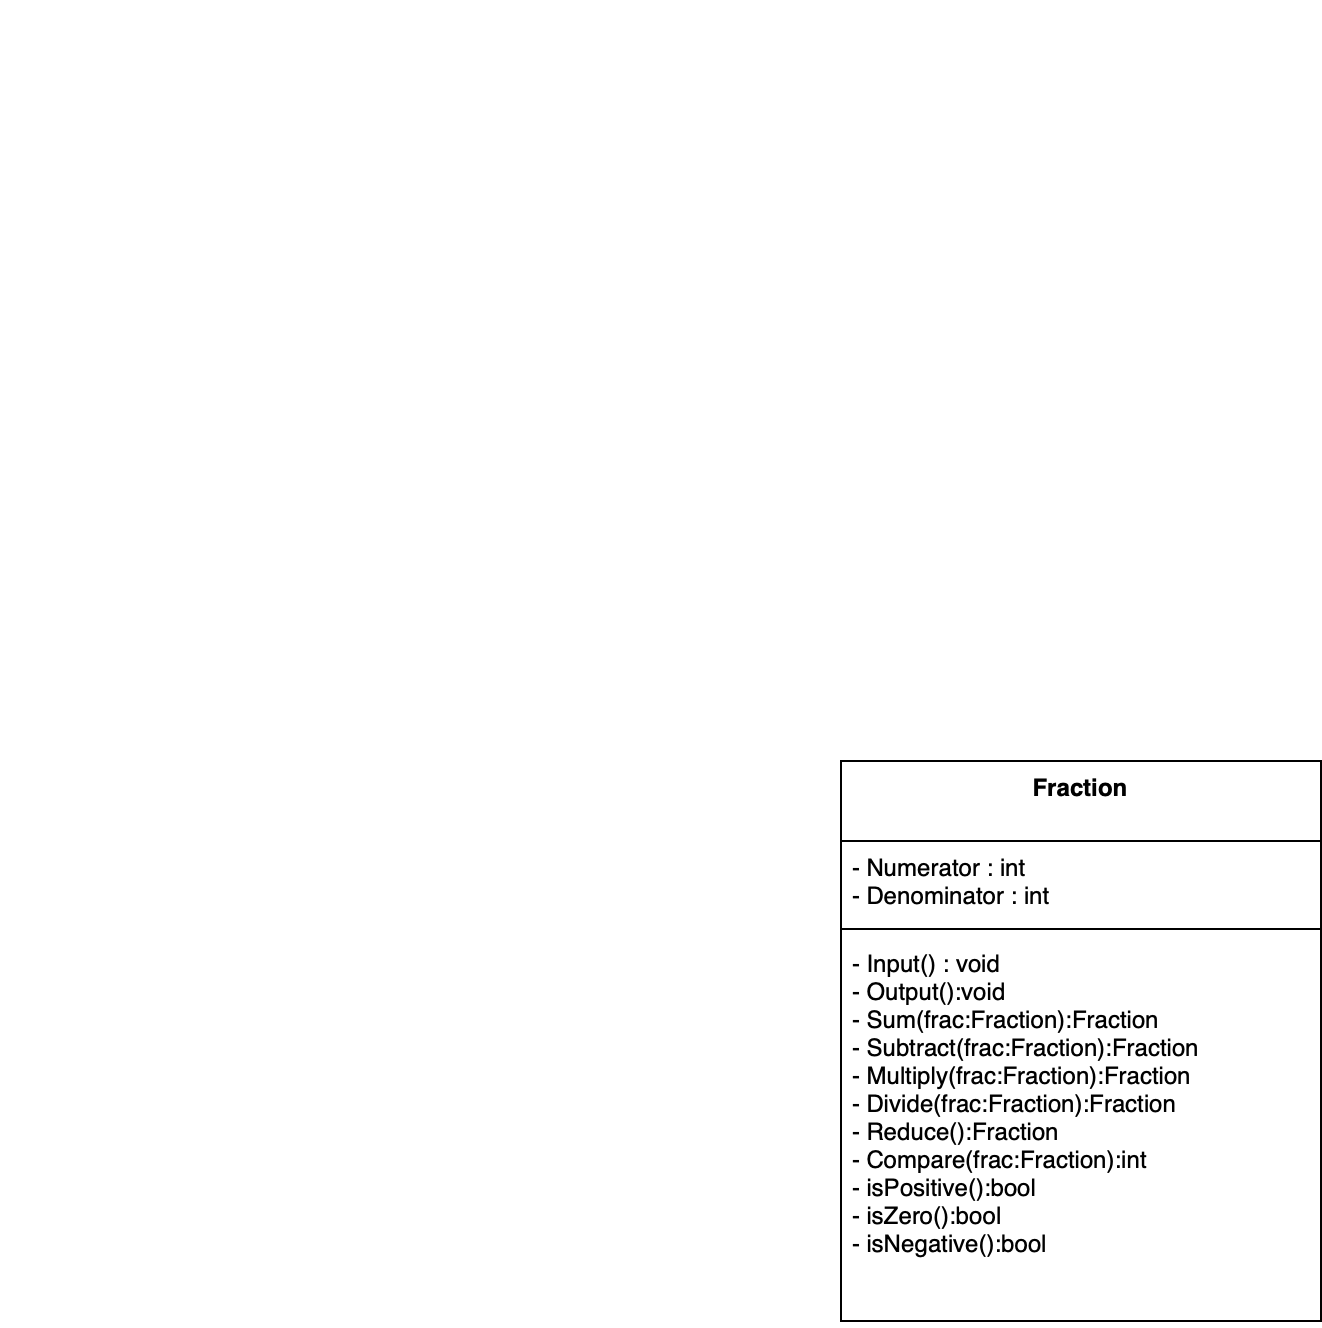 Fraction
- Numerator : int
- Denominator : int
- Input() : void
- Output():void
- Sum(frac:Fraction):Fraction
- Subtract(frac:Fraction):Fraction
- Multiply(frac:Fraction):Fraction
- Divide(frac:Fraction):Fraction
- Reduce():Fraction
- Compare(frac:Fraction):int
- isPositive():bool
- isZero():bool
- isNegative():bool